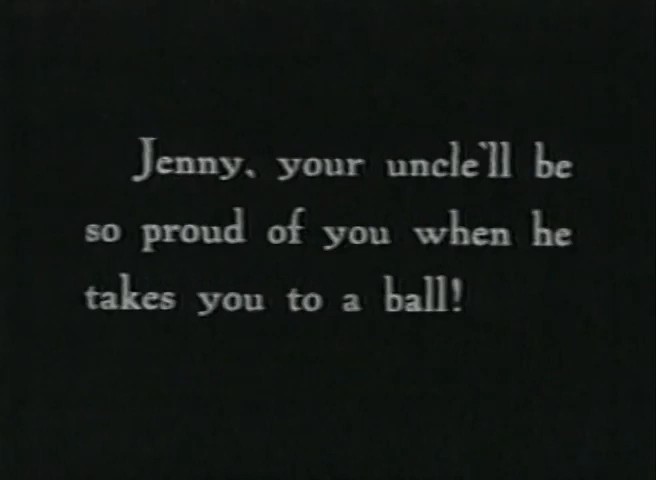 Jenny, your uncle'll be
so proud of you when he
takes you to a ball!